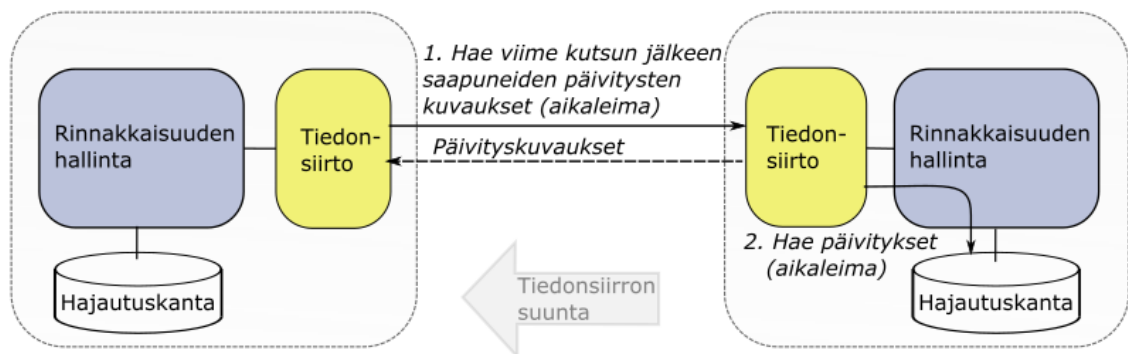 1. Hae viime kutsun jälkeen
saapuneiden päivitysten
kuvaukset (aikaleima)
Rinnakkaisuuden
hallinta
Tiedon-
siirto
Päivityskuvaukset
Tiedon-
siirto
Rinnakkaisuuden
hallinta
2. Hae päivitykset
(aikaleima)
Hajautuskanta
Tiedonsiirron
suunta
Hajautuskanta